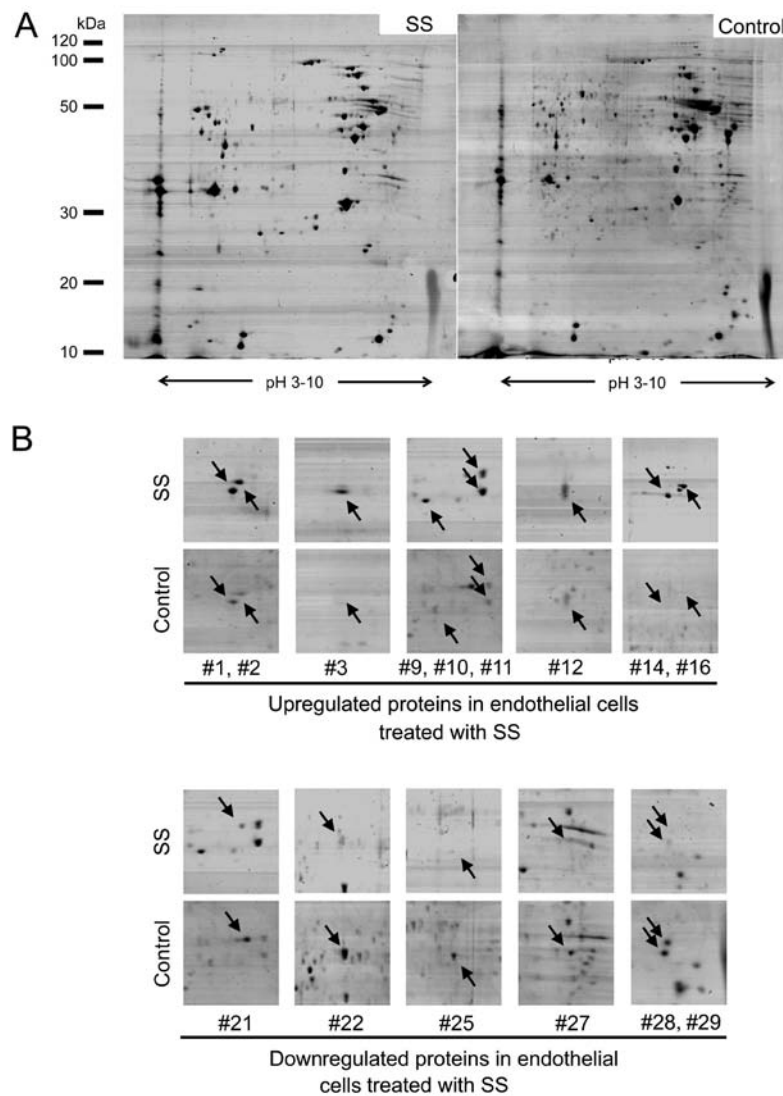 A
kDa
SS
Control
120
100
50
30
20
10
pH 3-10
pH 3-10
B
SS
Control
#1, #2 #3 #9, #10, #11 #12 #14, #16
Upregulated proteins in endothelial cells
treated with SS
SS
Control
#21 #22 #25 #27 #28, #29
Downregulated proteins in endothelial
cells treated with SS